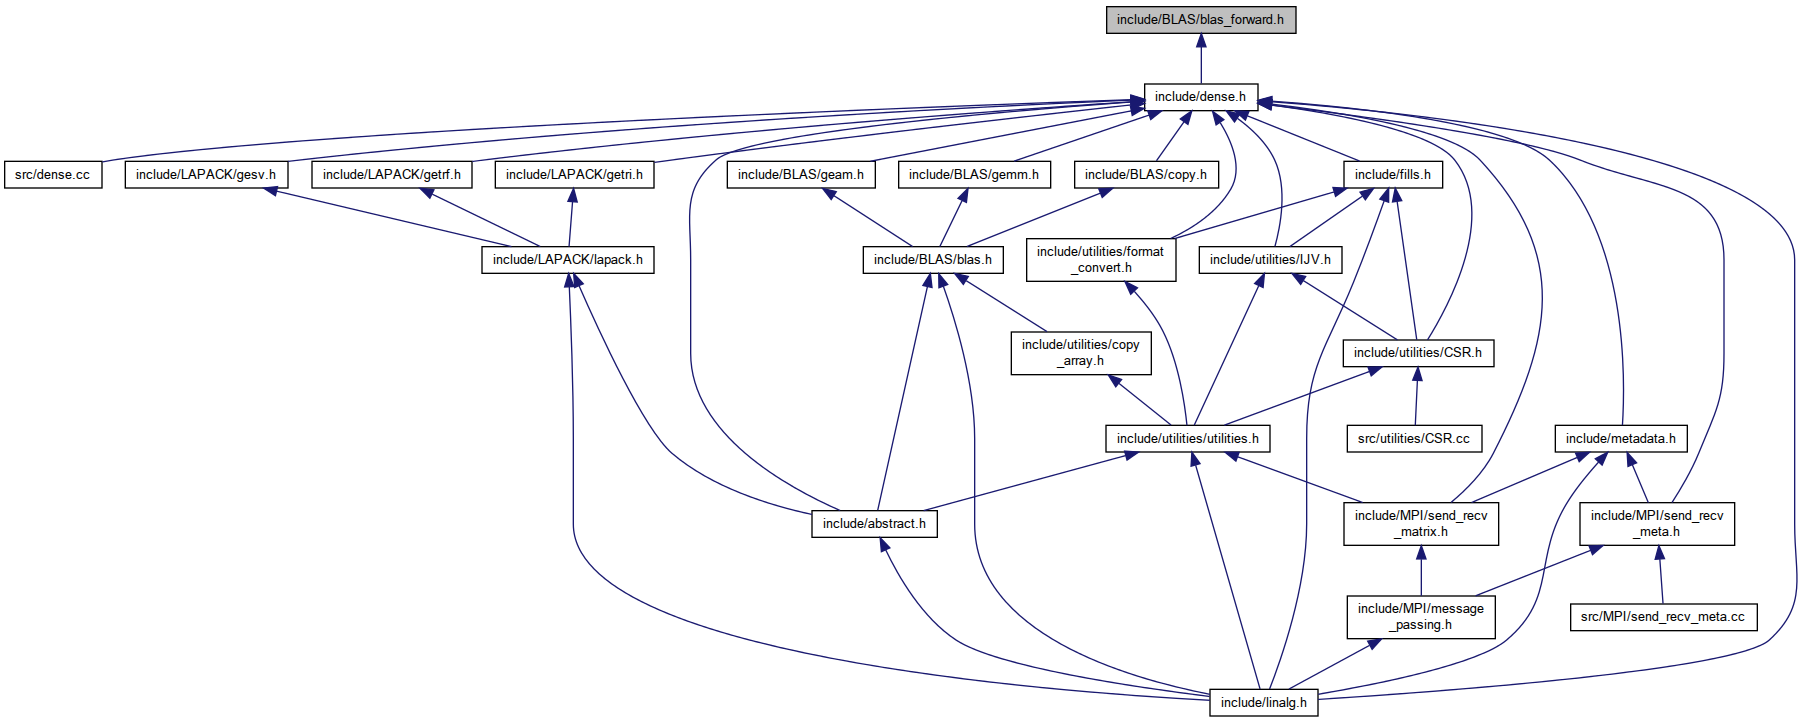 include/BLAS/blas_forward.h
include/dense.h
src/dense.cc
include/LAPACK/gesv.h
include/LAPACK/getrf.h
include/LAPACK/getri.h
include/BLAS/geam.h
include/BLAS/gemm.h
include/BLAS/copy.h
include/fills.h
include/LAPACK/lapack.h
include/BLAS/blas.h
include/utilities/format
_convert.h
include/utilities/IJV.h
include/utilities/copy
_array.h
include/utilities/CSR.h
include/utilities/utilities.h
src/utilities/CSR.cc
include/metadata.h
include/abstract.h
include/MPI/send_recv
_matrix.h
include/MPI/send_recv
_meta.h
include/MPI/message
_passing.h
src/MPI/send_recv_meta.cc
include/linalg.h